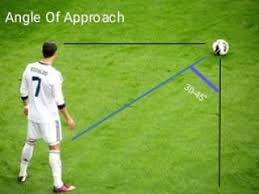 Angle Of Approach
RONALDO
7
30-45°